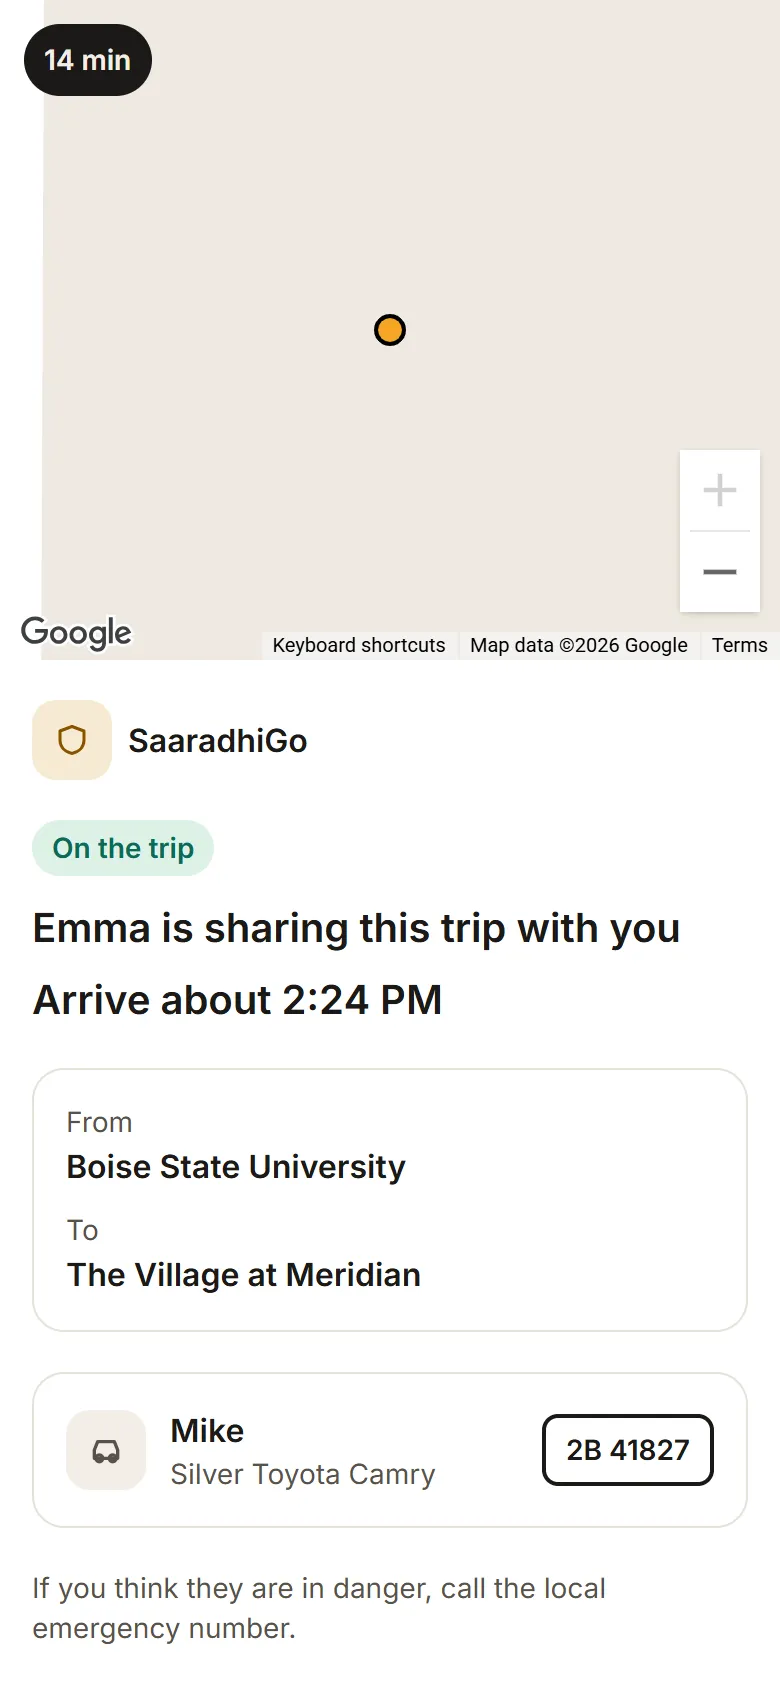 14 min
Google
Keyboard shortcuts
Map data ©2026 Google
Terms
SaaradhiGo
On the trip
Emma is sharing this trip with you
Arrive about 2:24 PM
From
Boise State University
To
The Village at Meridian
Mike
Silver Toyota Camry
2B 41827
If you think they are in danger, call the local
emergency number.